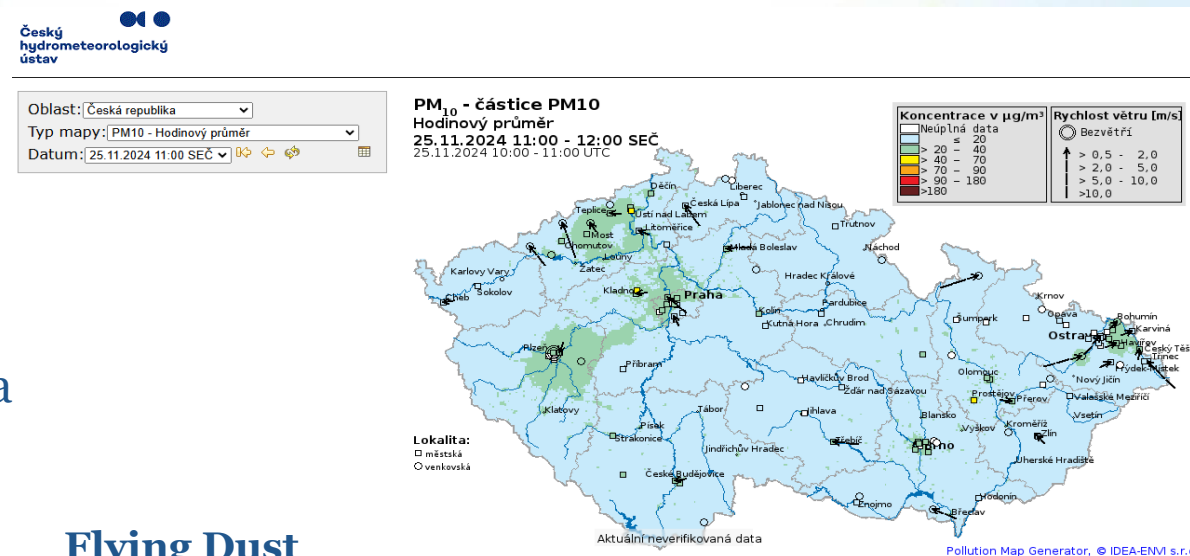 Český
hydrometeorologický
ústav
Oblast: Česká republika
Typ mapy: PM10 - Hodinový průměr
Datum: 25.11.2024 11:00 SEČ
PM10 - částice PM10
Hodinový průměr
25.11.2024 11:00 - 12:00 SEČ
25.11.2024 10:00 - 11:00 UTC
Koncentrace v µg/m³
Neúplná data
≤ 20
> 20 – 40
> 40 – 70
> 70 – 90
> 90 – 180
>180
Rychlost větru [m/s]
Bezvětří
> 0,5 - 2,0
> 2,0 - 5,0
> 5,0 - 10,0
>10,0
Děčín
Liberec
Teplice
Ústí nad Labem
Česká Lípa
Jablonec nad Nisou
Most
Litoměřice
Trutnov
Chomutov
Mladá Boleslav
Náchod
Louny
Žatec
Karlovy Vary
Hradec Králové
Cheb
Sokolov
Kladno
Praha
Pardubice
Krnov
Kolín
Kutná Hora
Chrudim
Šumperk
Opava
Bohumín
Karviná
Ostrava
Havířov
Český Těš
Třinec
Plzeň
Příbram
Frýdek-Místek
Olomouc
Nový Jičín
Havlíčkův Brod
Žďár nad Sázavou
Prostějov
Přerov
Valašské Meziříčí
Klatovy
Tábor
Jihlava
Blansko
Vsetín
Písek
Strakonice
Vyškov
Kroměříž
Zlín
Třebíč
Brno
Jindřichův Hradec
Uherské Hradiště
České Budějovice
Znojmo
Hodonín
Břeclav
Lokalita:
městská
venkovská
a
Flying Dust
Aktuální neverifikovaná data
Pollution Map Generator, © IDEA-ENVI s.r.